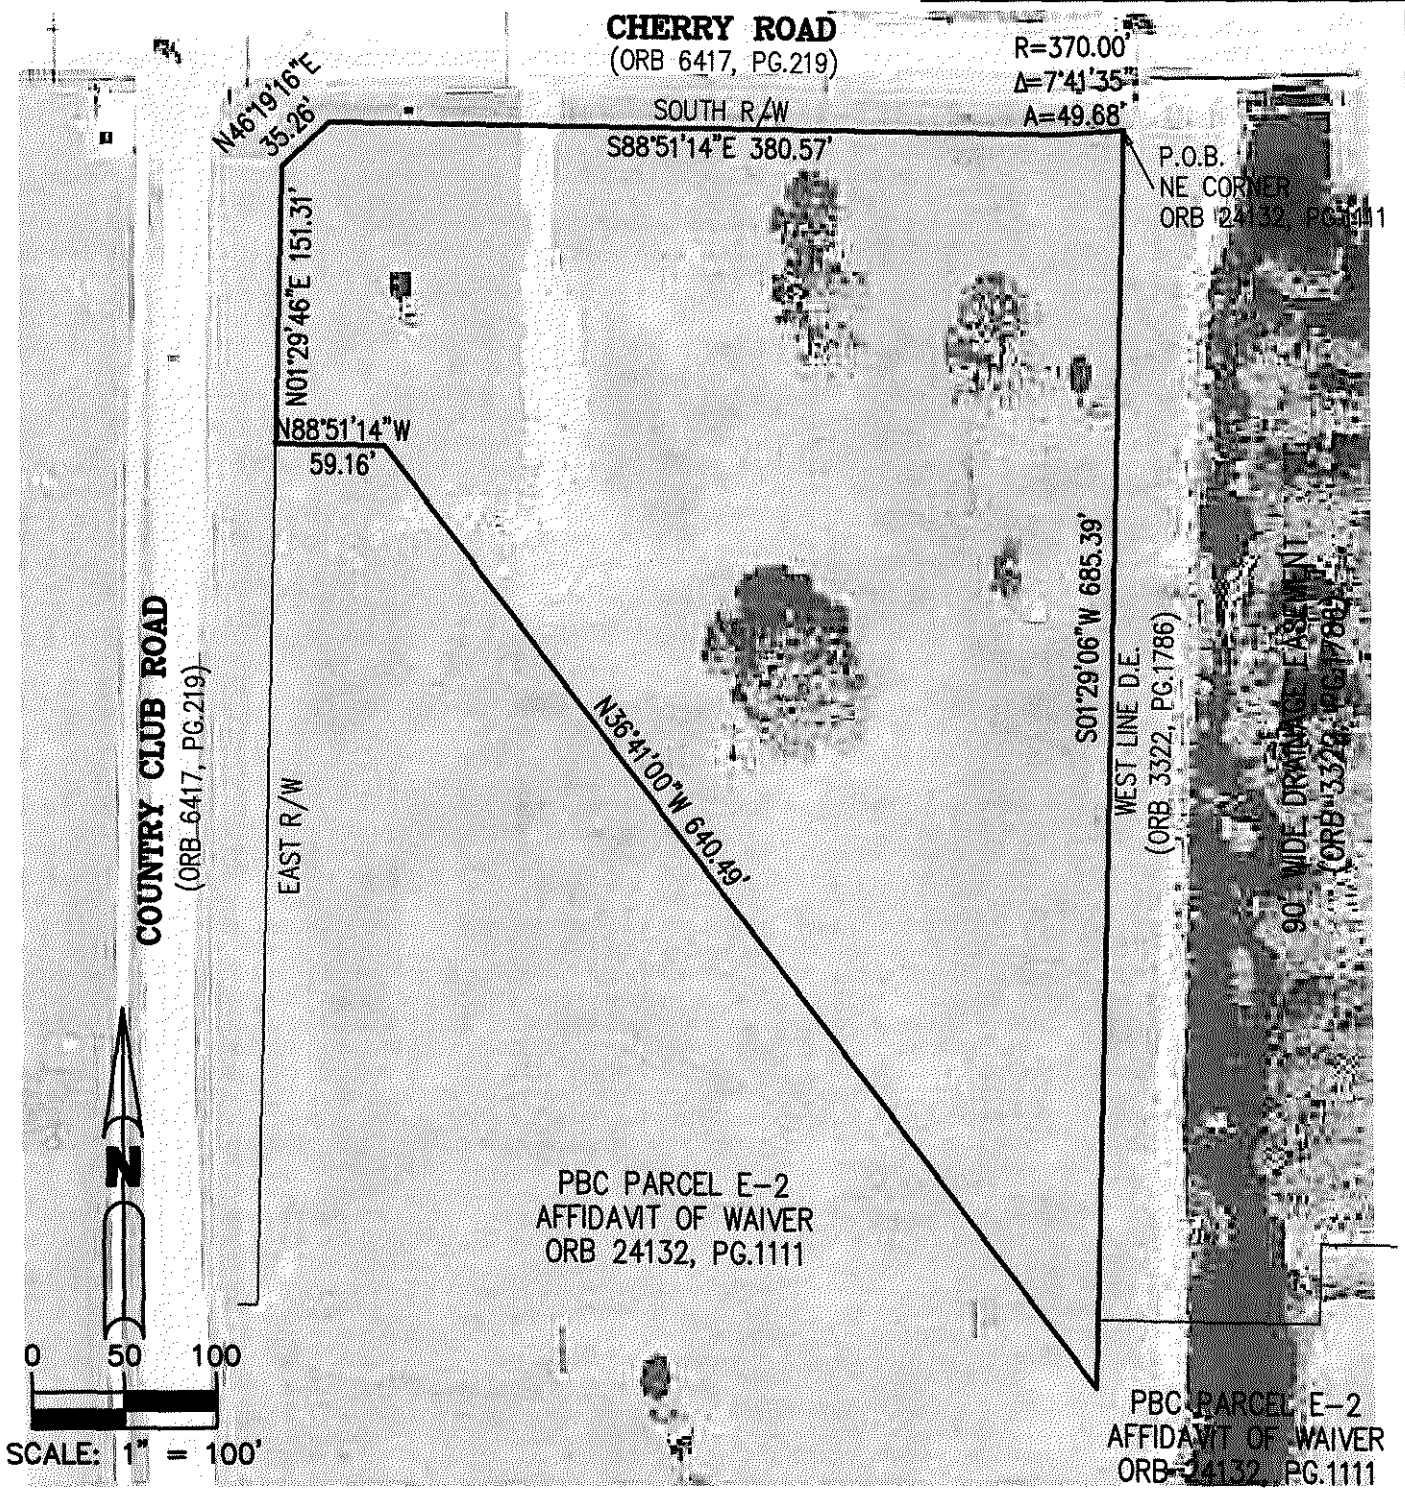 CHERRY ROAD
(ORB 6417, PG.219)
R=370.00'
Δ=7°41'35"
A=49.68'
N46°19'16"E
35.26'
SOUTH R/W
S88°51'14"E 380.57'
P.O.B.
NE CORNER
ORB 24132, PG.1111
N01°29'46"E 151.31'
N88°51'14"W
59.16'
S01°29'06"W 685.39'
WEST LINE D.E.
(ORB 3322, PG.1786)
90' WIDE DRAINAGE EASEMENT
(ORB 3322, PG.1786)
COUNTRY CLUB ROAD
(ORB 6417, PG.219)
EAST R/W
N36°41'00"W 640.49'
N
PBC PARCEL E-2
AFFIDAVIT OF WAIVER
ORB 24132, PG.1111
0 50 100
SCALE: 1" = 100'
PBC PARCEL E-2
AFFIDAVIT OF WAIVER
ORB 24132, PG.1111